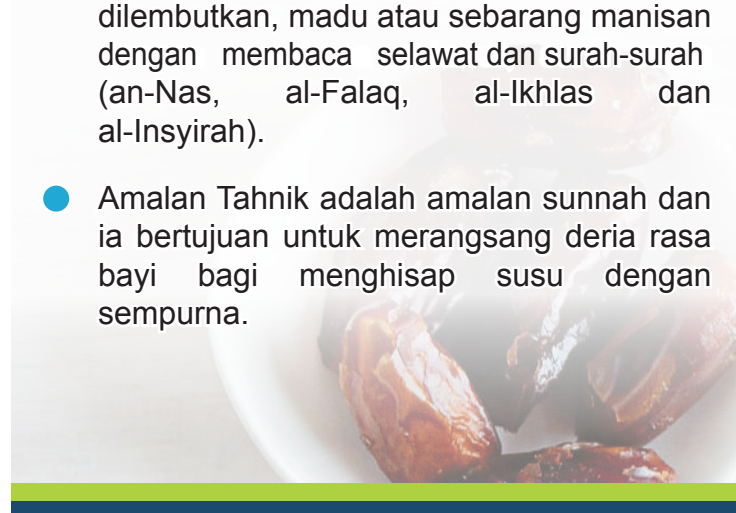 dilembutkan, madu atau sebarang manisan
dengan membaca selawat dan surah-surah
(an-Nas, al-Falaq, al-Ikhlas dan
al-Insyirah).
Amalan Tahnik adalah amalan sunnah dan
ia bertujuan untuk merangsang deria rasa
bayi bagi menghisap susu dengan
sempurna.